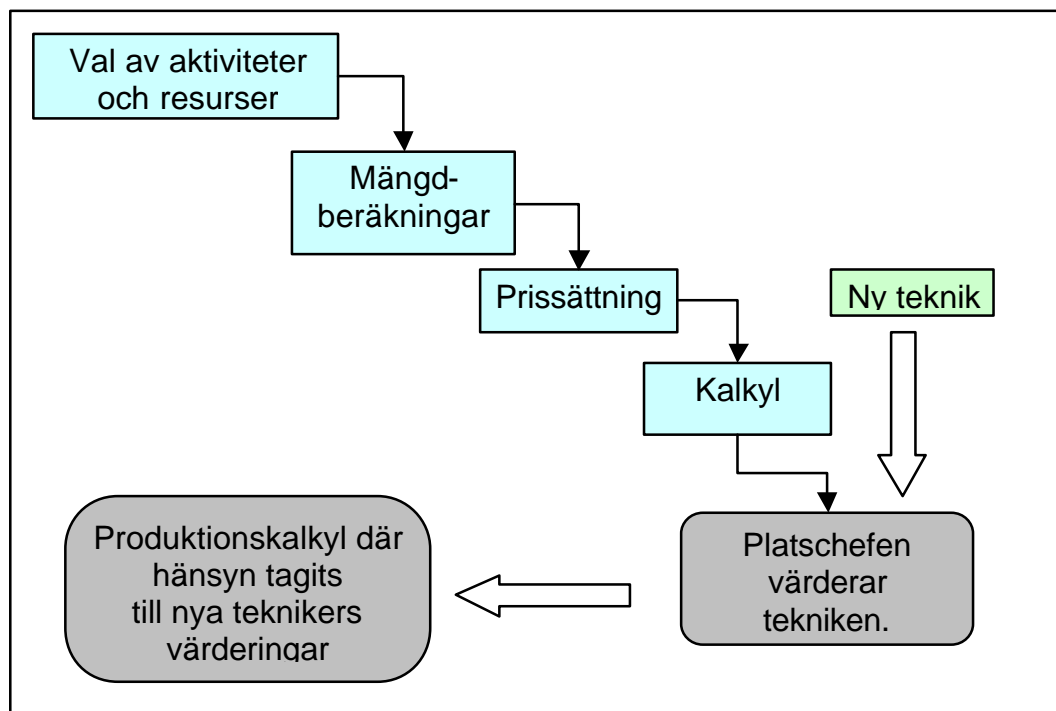 Val av aktiviteter
och resurser
Mängd-
beräkningar
Prissättning
Ny teknik
Kalkyl
Produktionskalkyl där
hänsyn tagits
till nya teknikers
värderingar
Platschefen
värderar
tekniken.